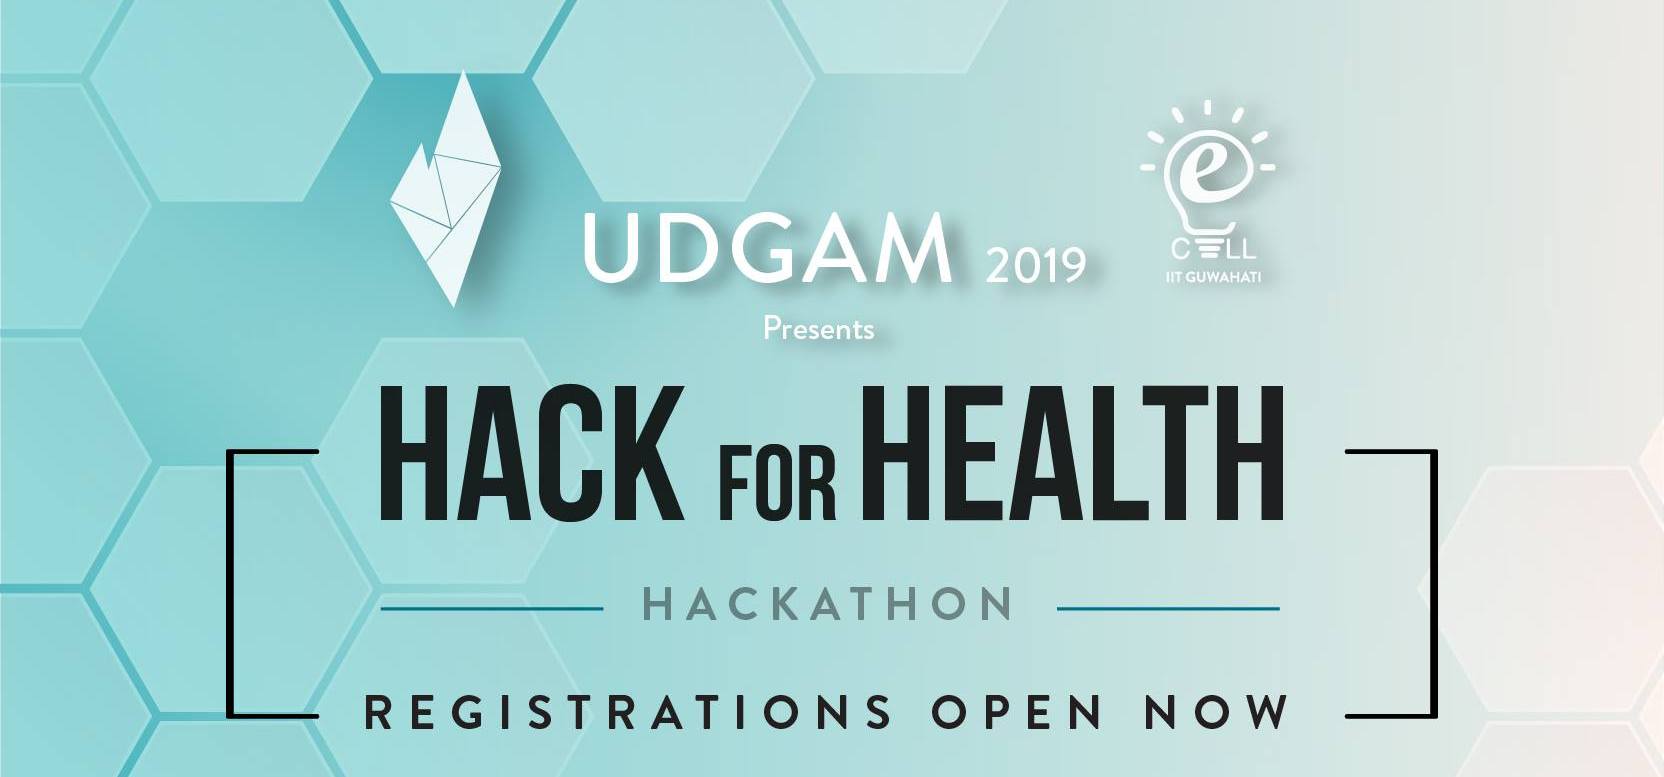 UDGAM 2019
e
CELL
IIT GUWAHATI
Presents
HACK FOR HEALTH
HACKATHON
REGISTRATIONS OPEN NOW